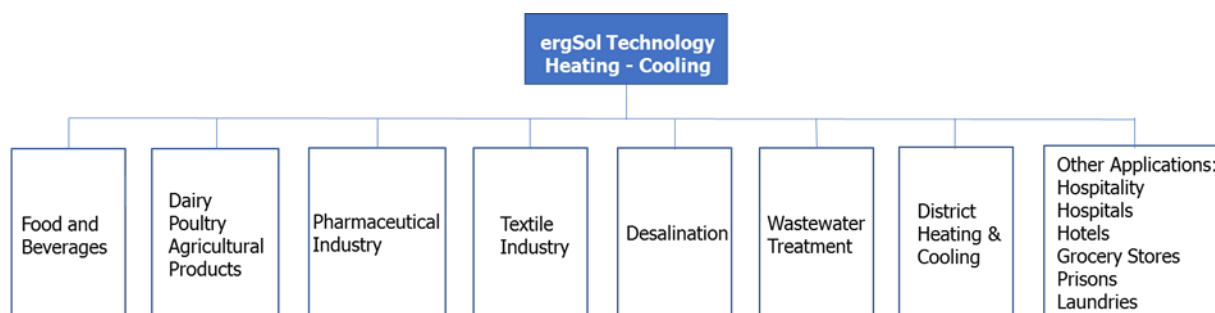 ergSol Technology
Heating - Cooling
Food and
Beverages
Dairy
Poultry
Agricultural
Products
Pharmaceutical
Industry
Textile
Industry
Desalination
Wastewater
Treatment
District
Heating &
Cooling
Other Applications:
Hospitality
Hospitals
Hotels
Grocery Stores
Prisons
Laundries